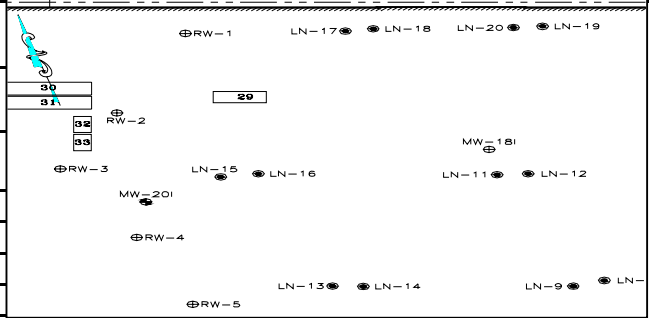 RW-1
LN-17
LN-18
LN-20
LN-19
30
29
31
RW-2
32
33
MW-18I
RW-3
LN-15
LN-16
LN-11
LN-12
MW-20I
RW-4
LN-13
LN-14
LN-9
LN-
RW-5